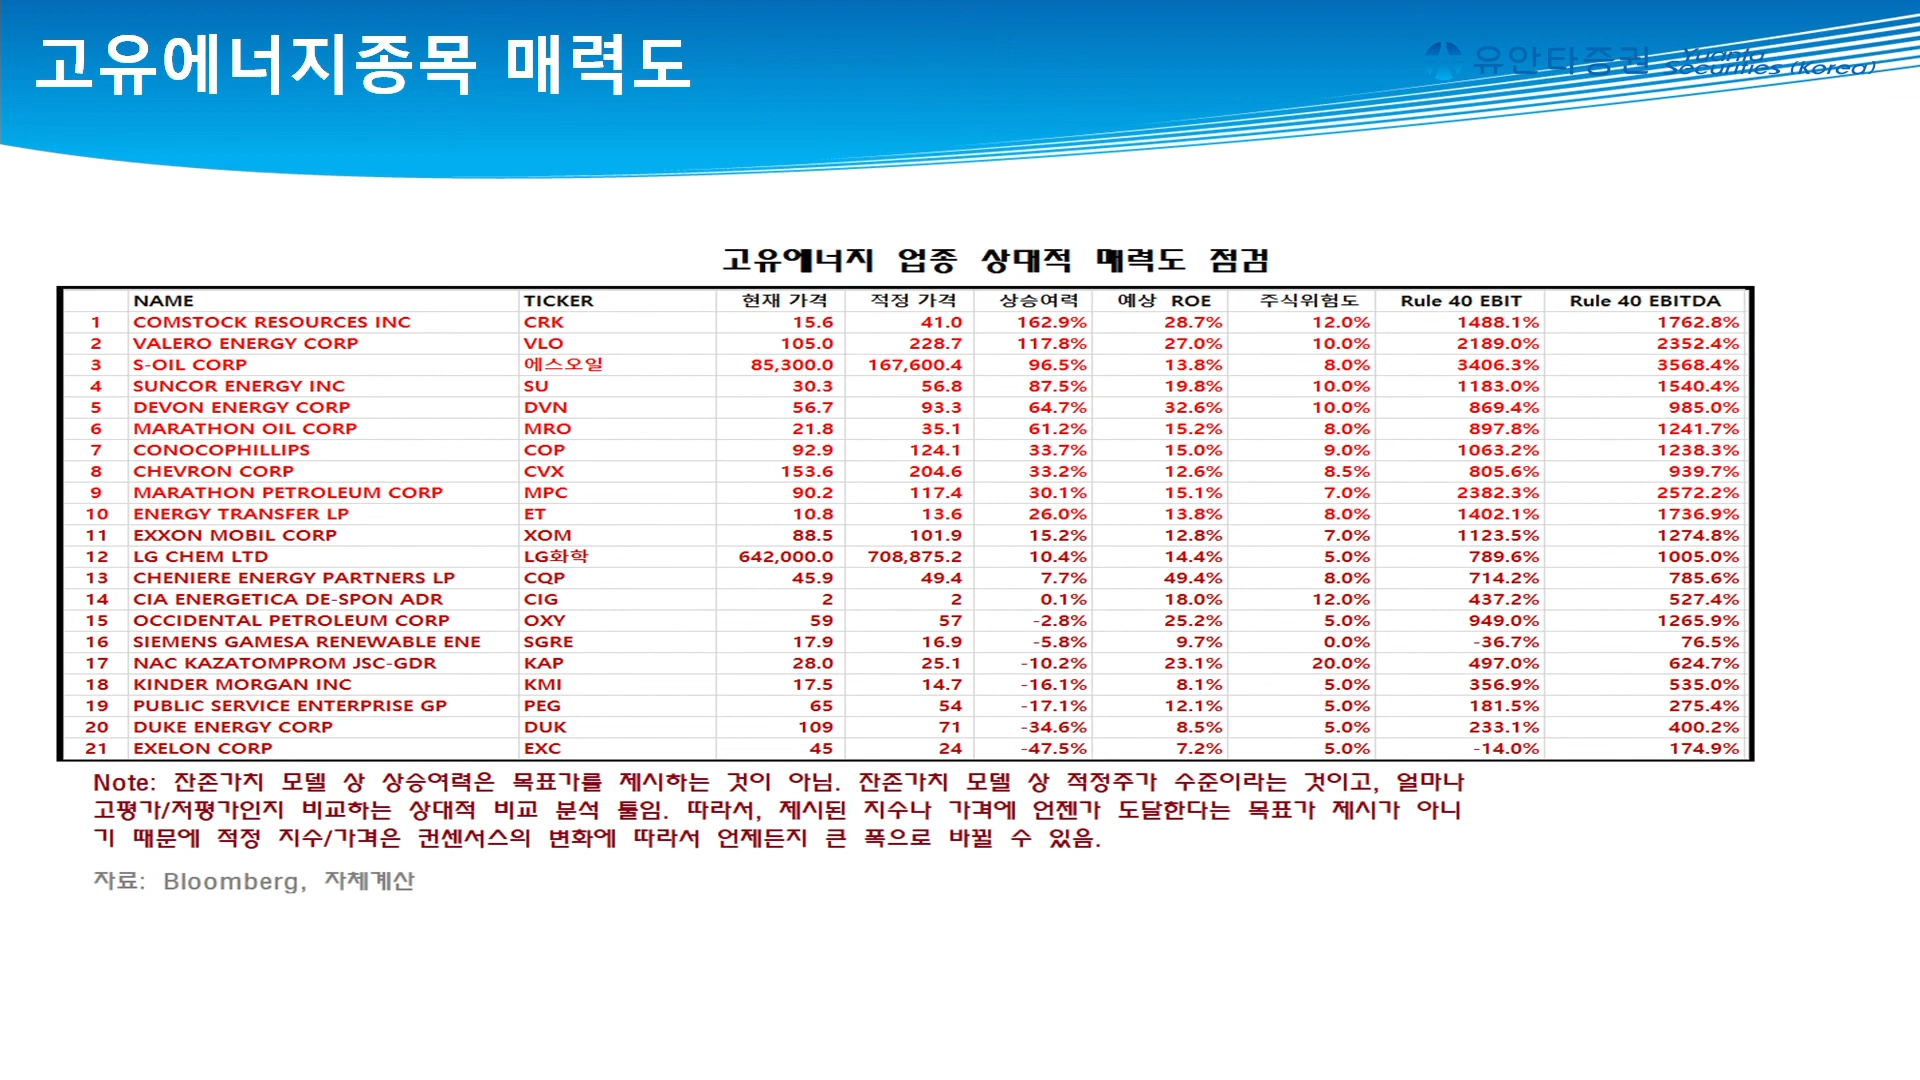 고유에너지종목 매력도
유안타증권 Yuanta Securities (Korea)
고유에너지 업종 상대적 매력도 점검
NAME TICKER 현재 가격 적정 가격 상승여력 예상 ROE 주식위험도 Rule 40 EBIT Rule 40 EBITDA
1 COMSTOCK RESOURCES INC CRK 15.6 41.0 162.9% 28.7% 12.0% 1488.1% 1762.8%
2 VALERO ENERGY CORP VLO 105.0 228.7 117.8% 27.0% 10.0% 2189.0% 2352.4%
3 S-OIL CORP 에스오일 85,300.0 167,600.4 96.5% 13.8% 8.0% 3406.3% 3568.4%
4 SUNCOR ENERGY INC SU 30.3 56.8 87.5% 19.8% 10.0% 1183.0% 1540.4%
5 DEVON ENERGY CORP DVN 56.7 93.3 64.7% 32.6% 10.0% 869.4% 985.0%
6 MARATHON OIL CORP MRO 21.8 35.1 61.2% 15.2% 8.0% 897.8% 1241.7%
7 CONOCOPHILLIPS COP 92.9 124.1 33.7% 15.0% 9.0% 1063.2% 1238.3%
8 CHEVRON CORP CVX 153.6 204.6 33.2% 12.6% 8.5% 805.6% 939.7%
9 MARATHON PETROLEUM CORP MPC 90.2 117.4 30.1% 15.1% 7.0% 2382.3% 2572.2%
10 ENERGY TRANSFER LP ET 10.8 13.6 26.0% 13.8% 8.0% 1402.1% 1736.9%
11 EXXON MOBIL CORP XOM 88.5 101.9 15.2% 12.8% 7.0% 1123.5% 1274.8%
12 LG CHEM LTD LG화학 642,000.0 708,875.2 10.4% 14.4% 5.0% 789.6% 1005.0%
13 CHENIERE ENERGY PARTNERS LP CQP 45.9 49.4 7.7% 49.4% 8.0% 714.2% 785.6%
14 CIA ENERGETICA DE-SPON ADR CIG 2 2 0.1% 18.0% 12.0% 437.2% 527.4%
15 OCCIDENTAL PETROLEUM CORP OXY 59 57 -2.8% 25.2% 5.0% 949.0% 1265.9%
16 SIEMENS GAMESA RENEWABLE ENE SGRE 17.9 16.9 -5.8% 9.7% 0.0% -36.7% 76.5%
17 NAC KAZATOMPROM JSC-GDR KAP 28.0 25.1 -10.2% 23.1% 20.0% 497.0% 624.7%
18 KINDER MORGAN INC KMI 17.5 14.7 -16.1% 8.1% 5.0% 356.9% 535.0%
19 PUBLIC SERVICE ENTERPRISE GP PEG 65 54 -17.1% 12.1% 5.0% 181.5% 275.4%
20 DUKE ENERGY CORP DUK 109 71 -34.6% 8.5% 5.0% 233.1% 400.2%
21 EXELON CORP EXC 45 24 -47.5% 7.2% 5.0% -14.0% 174.9%
Note: 잔존가치 모델 상 상승여력은 목표가를 제시하는 것이 아님. 잔존가치 모델 상 적정주가 수준이라는 것이고, 얼마나
고평가/저평가인지 비교하는 상대적 비교 분석 툴임. 따라서, 제시된 지수나 가격에 언젠가 도달한다는 목표가 제시가 아니
기 때문에 적정 지수/가격은 컨센서스의 변화에 따라서 언제든지 큰 폭으로 바뀔 수 있음.
자료: Bloomberg, 자체계산